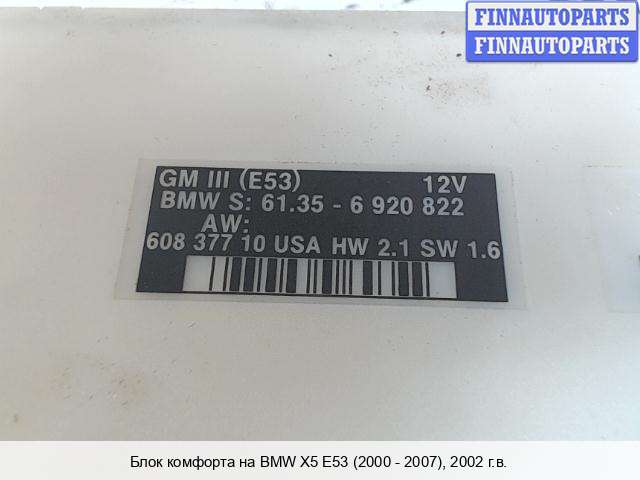 FINNAUTOPARTS
FINNAUTOPARTS
GM III (E53) 12V
BMW S: 61.35 - 6 920 822
AW:
608 377 10 USA HW 2.1 SW 1.6
Блок комфорта на BMW X5 E53 (2000 - 2007), 2002 г.в.